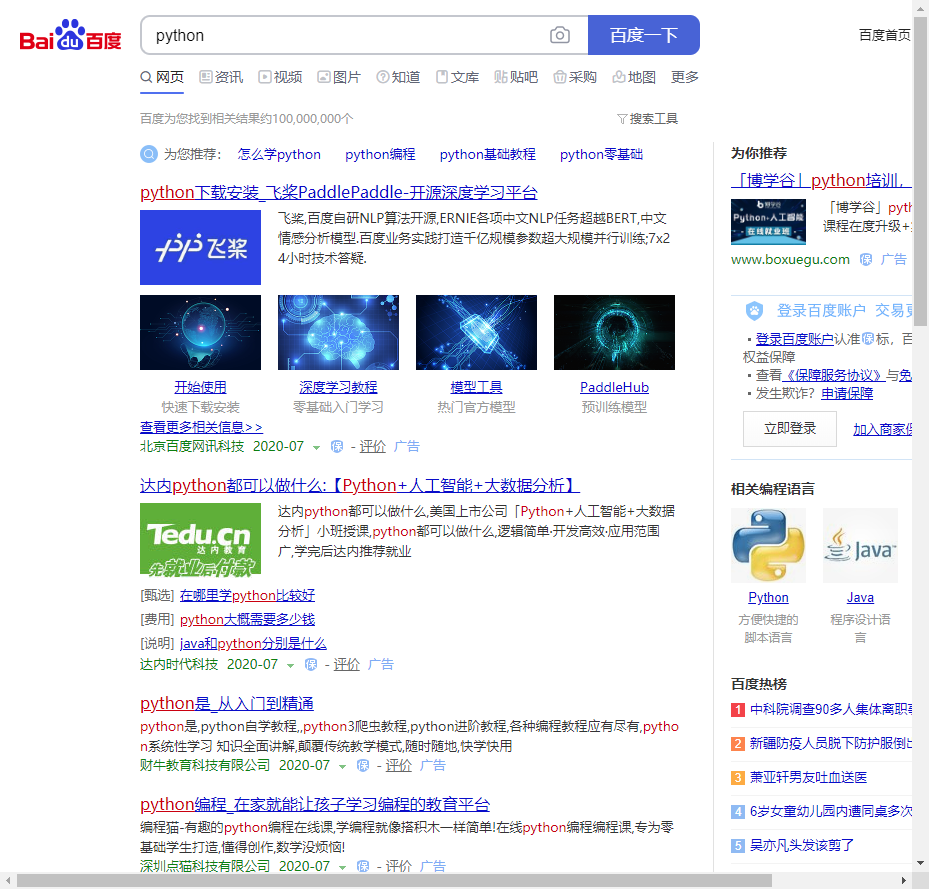 Bai du 百度
python
百度一下
百度首页
网页 资讯 视频 图片 知道 文库 贴吧 采购 地图 更多
百度为您找到相关结果约100,000,000个
搜索工具
为您推荐: 怎么学python python编程 python基础教程 python零基础
python下载安装_飞桨PaddlePaddle-开源深度学习平台
飞桨
飞桨,百度自研NLP算法开源,ERNIE各项中文NLP任务超越BERT,中文
情感分析模型.百度业务实践打造千亿规模参数超大规模并行训练;7x2
4小时技术答疑.
开始使用 深度学习教程 模型工具 PaddleHub
快速下载安装 零基础入门学习 热门官方模型 预训练模型
查看更多相关信息>>
北京百度网讯科技 2020-07 保 - 评价 广告
达内python都可以做什么:【Python+人工智能+大数据分析】
Tedu.cn
达内教育
先就业后付款
达内python都可以做什么,美国上市公司「Python+人工智能+大数据
分析」小班授课,python都可以做什么,逻辑简单·开发高效·应用范围
广,学完后达内推荐就业
[甄选] 在哪里学python比较好
[费用] python大概需要多少钱
[说明] java和python分别是什么
达内时代科技 2020-07 保 - 评价 广告
python是_从入门到精通
python是,python自学教程,,python3爬虫教程,python进阶教程,各种编程教程应有尽有,pytho
n系统性学习 知识全面讲解,颠覆传统教学模式,随时随地,快学快用
财牛教育科技有限公司 2020-07 保 - 评价 广告
python编程_在家就能让孩子学习编程的教育平台
编程猫-有趣的python编程在线课,学编程就像搭积木一样简单!在线python编程编程课,专为零
基础学生打造,懂得创作,数学没烦恼!
深圳点猫科技有限公司 2020-07 保 - 评价 广告
为你推荐
「博学谷」python培训,
博学谷
Python+人工智能
在线就业班
「博学谷」pyth
课程在度升级+
www.boxuegu.com 保 广告
登录百度账户 交易更
· 登录百度账户认准保标, 百
权益保障
· 查看《保障服务协议》与免
· 发生欺诈? 申请保障
立即登录 加入商家保
相关编程语言
Java
Python Java
方便快捷的 程序设计语
脚本语言 言
百度热榜
1 中科院调查90多人集体离职事
2 新疆防疫人员脱下防护服倒出
3 萧亚轩男友吐血送医
4 6岁女童幼儿园内遭同桌多次
5 吴亦凡头发该剪了